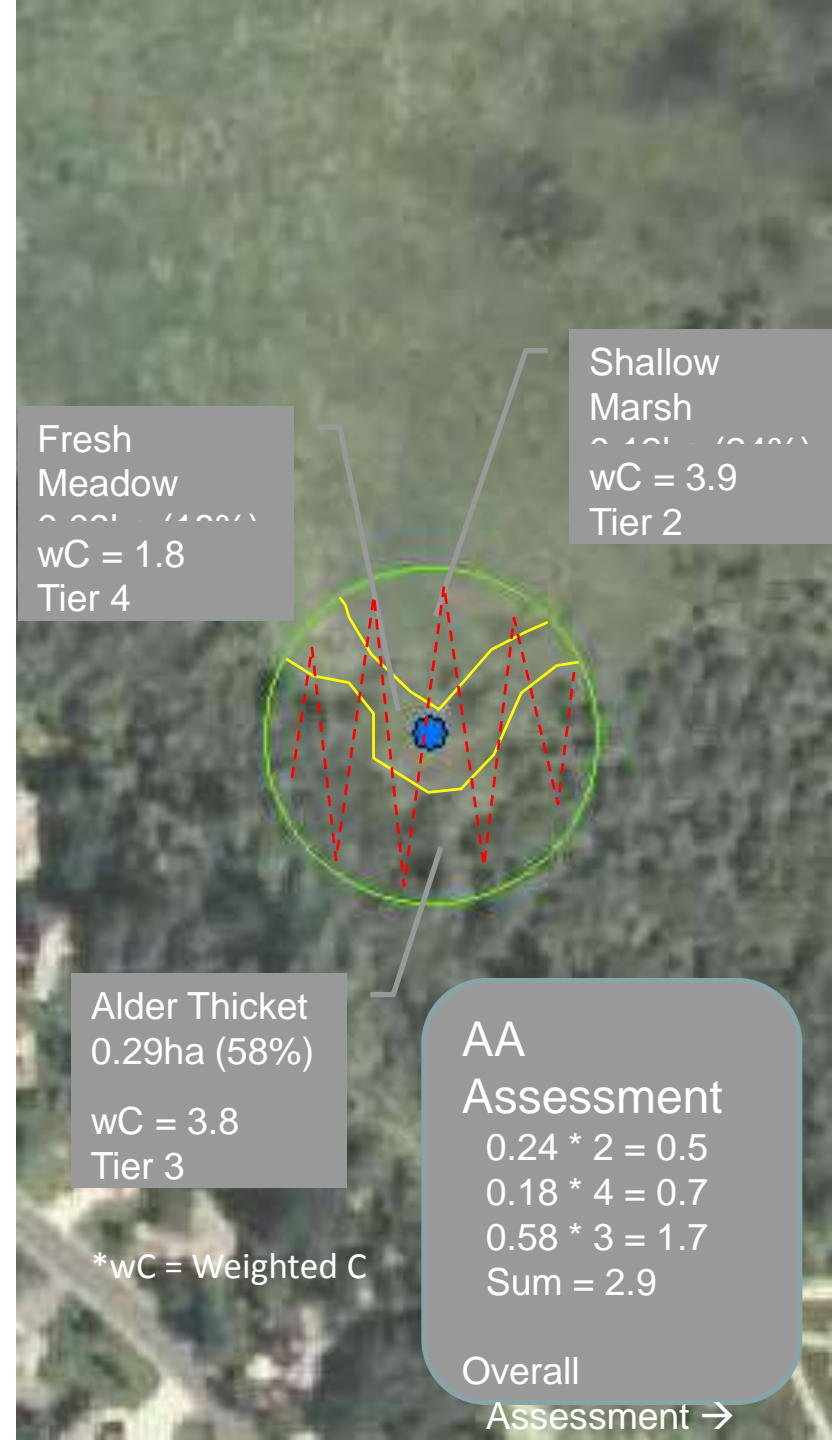 Shallow
Marsh
wC = 3.9
Tier 2
Fresh
Meadow
wC = 1.8
Tier 4
Alder Thicket
0.29ha (58%)
wC = 3.8
Tier 3
*wC = Weighted C
AA
Assessment
0.24 * 2 = 0.5
0.18 * 4 = 0.7
0.58 * 3 = 1.7
Sum = 2.9
Overall
Assessment →